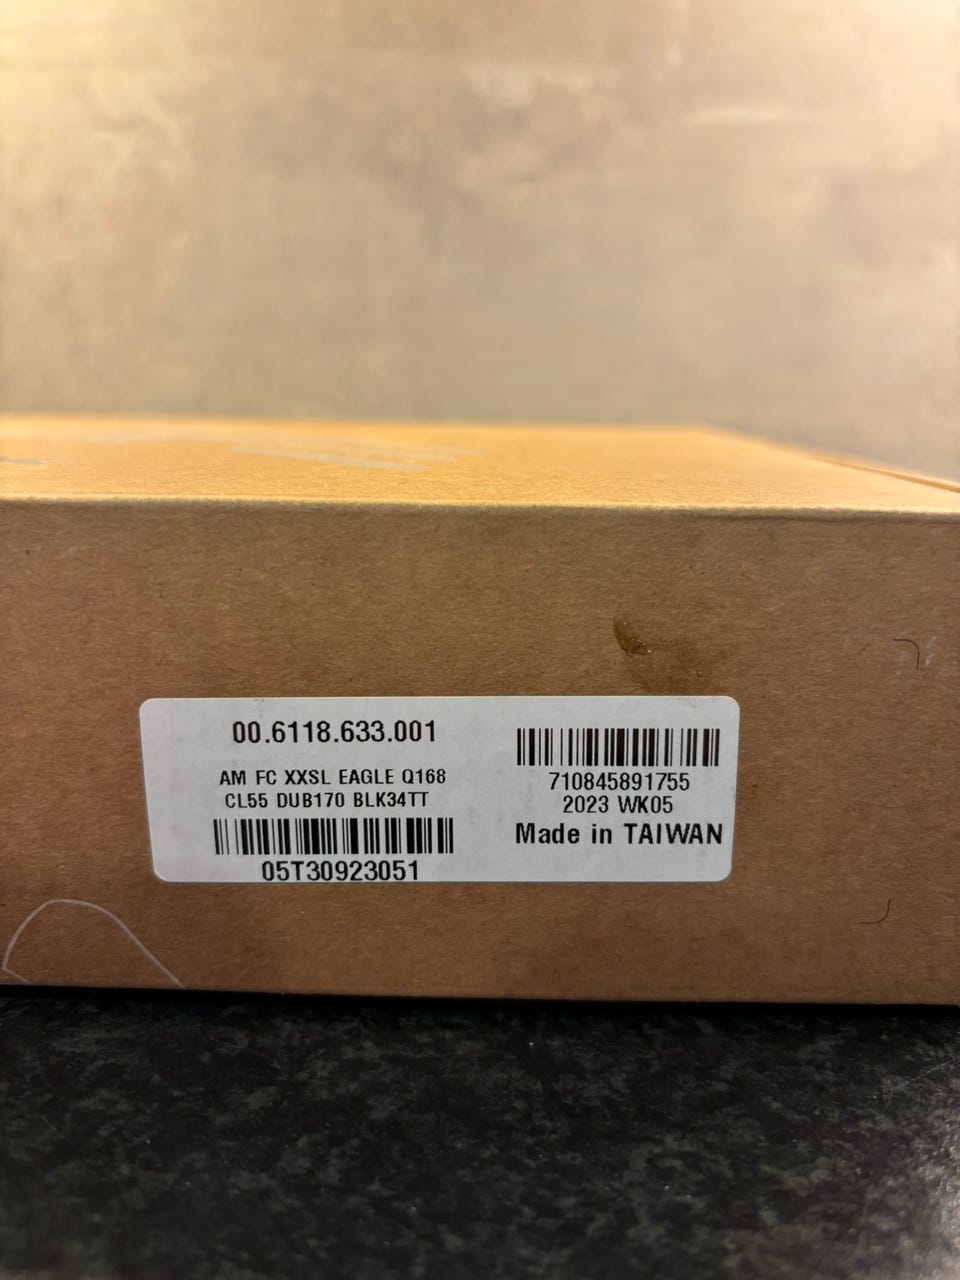 00.6118.633.001
AM FC XXSL EAGLE Q168
CL55 DUB170 BLK34TT
05T30923051
710845891755
2023 WK05
Made in TAIWAN